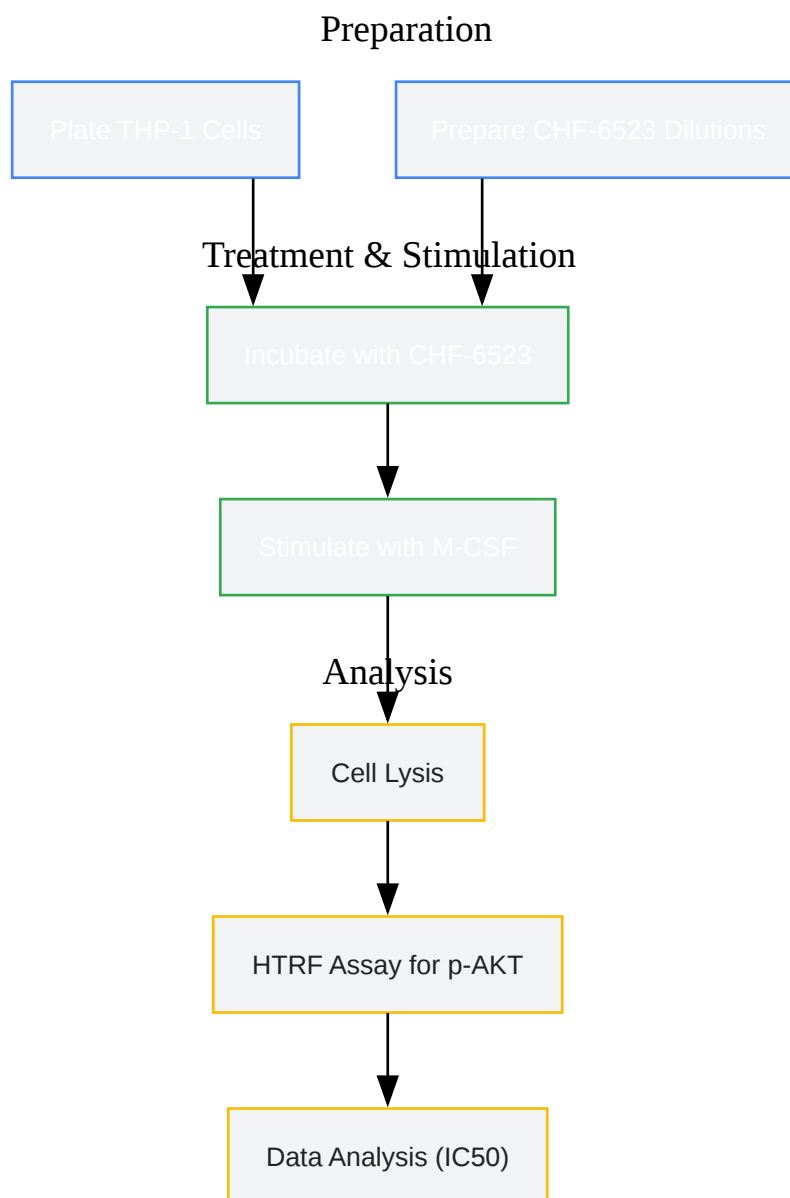 Preparation
Plate THP-1 Cells
Prepare CHF-6523 Dilutions
Treatment & Stimulation
Incubate with CHF-6523
Stimulate with M-CSF
Analysis
Cell Lysis
HTRF Assay for p-AKT
Data Analysis (IC50)